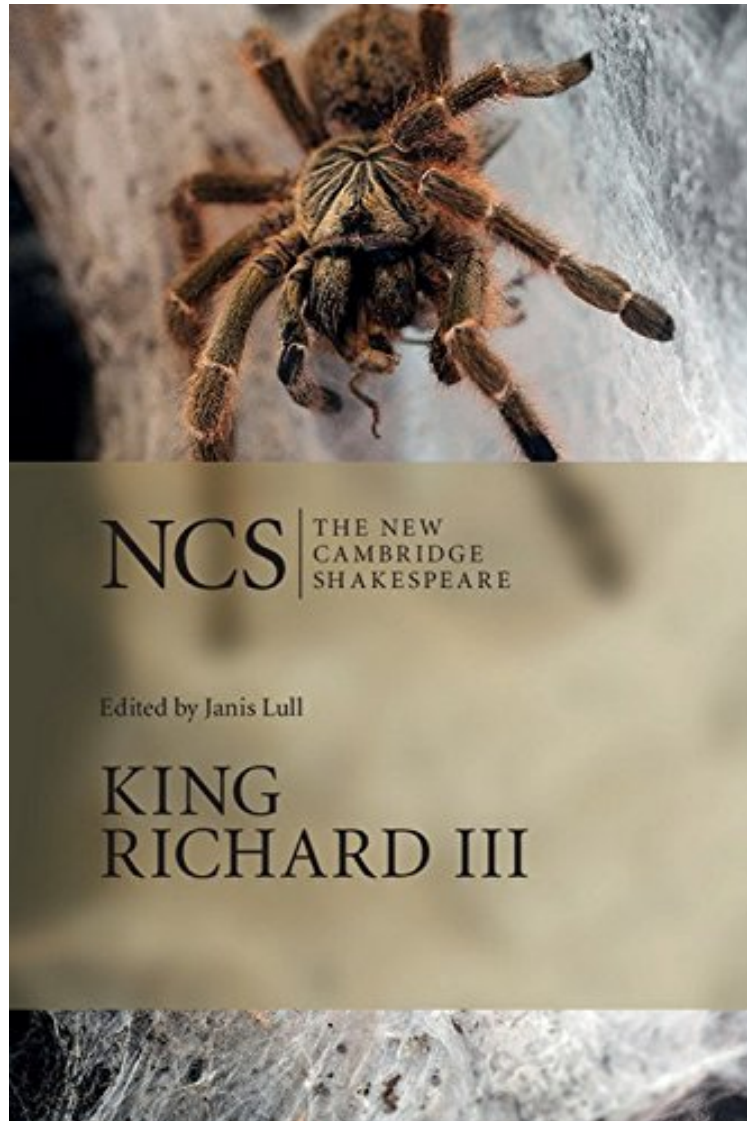 NCS
THE NEW
CAMBRIDGE
SHAKESPEARE
Edited by Janis Lull
KING
RICHARD III